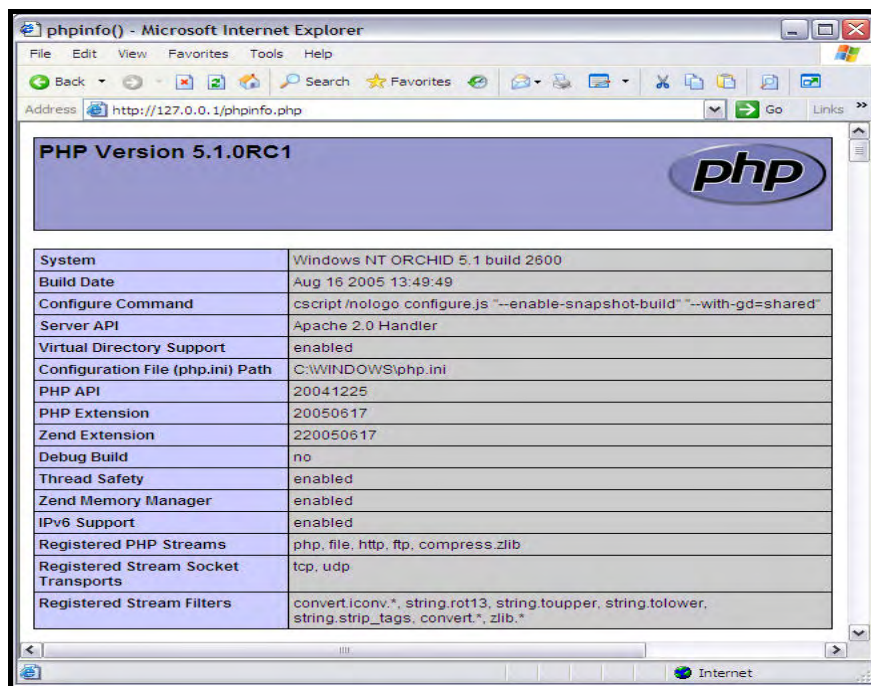 phpinfo() - Microsoft Internet Explorer
File Edit View Favorites Tools Help
Back Search Favorites
Address http://127.0.0.1/phpinfo.php Go Links »
PHP Version 5.1.0RC1
php
System Windows NT ORCHID 5.1 build 2600
Build Date Aug 16 2005 13:49:49
Configure Command cscript /nologo configure.js "--enable-snapshot-build" "--with-gd=shared"
Server API Apache 2.0 Handler
Virtual Directory Support enabled
Configuration File (php.ini) Path C:\WINDOWS\php.ini
PHP API 20041225
PHP Extension 20050617
Zend Extension 220050617
Debug Build no
Thread Safety enabled
Zend Memory Manager enabled
IPv6 Support enabled
Registered PHP Streams php, file, http, ftp, compress.zlib
Registered Stream Socket Transports tcp, udp
Registered Stream Filters convert.iconv.*, string.rot13, string.toupper, string.tolower,
string.strip_tags, convert.*, zlib.*
Internet